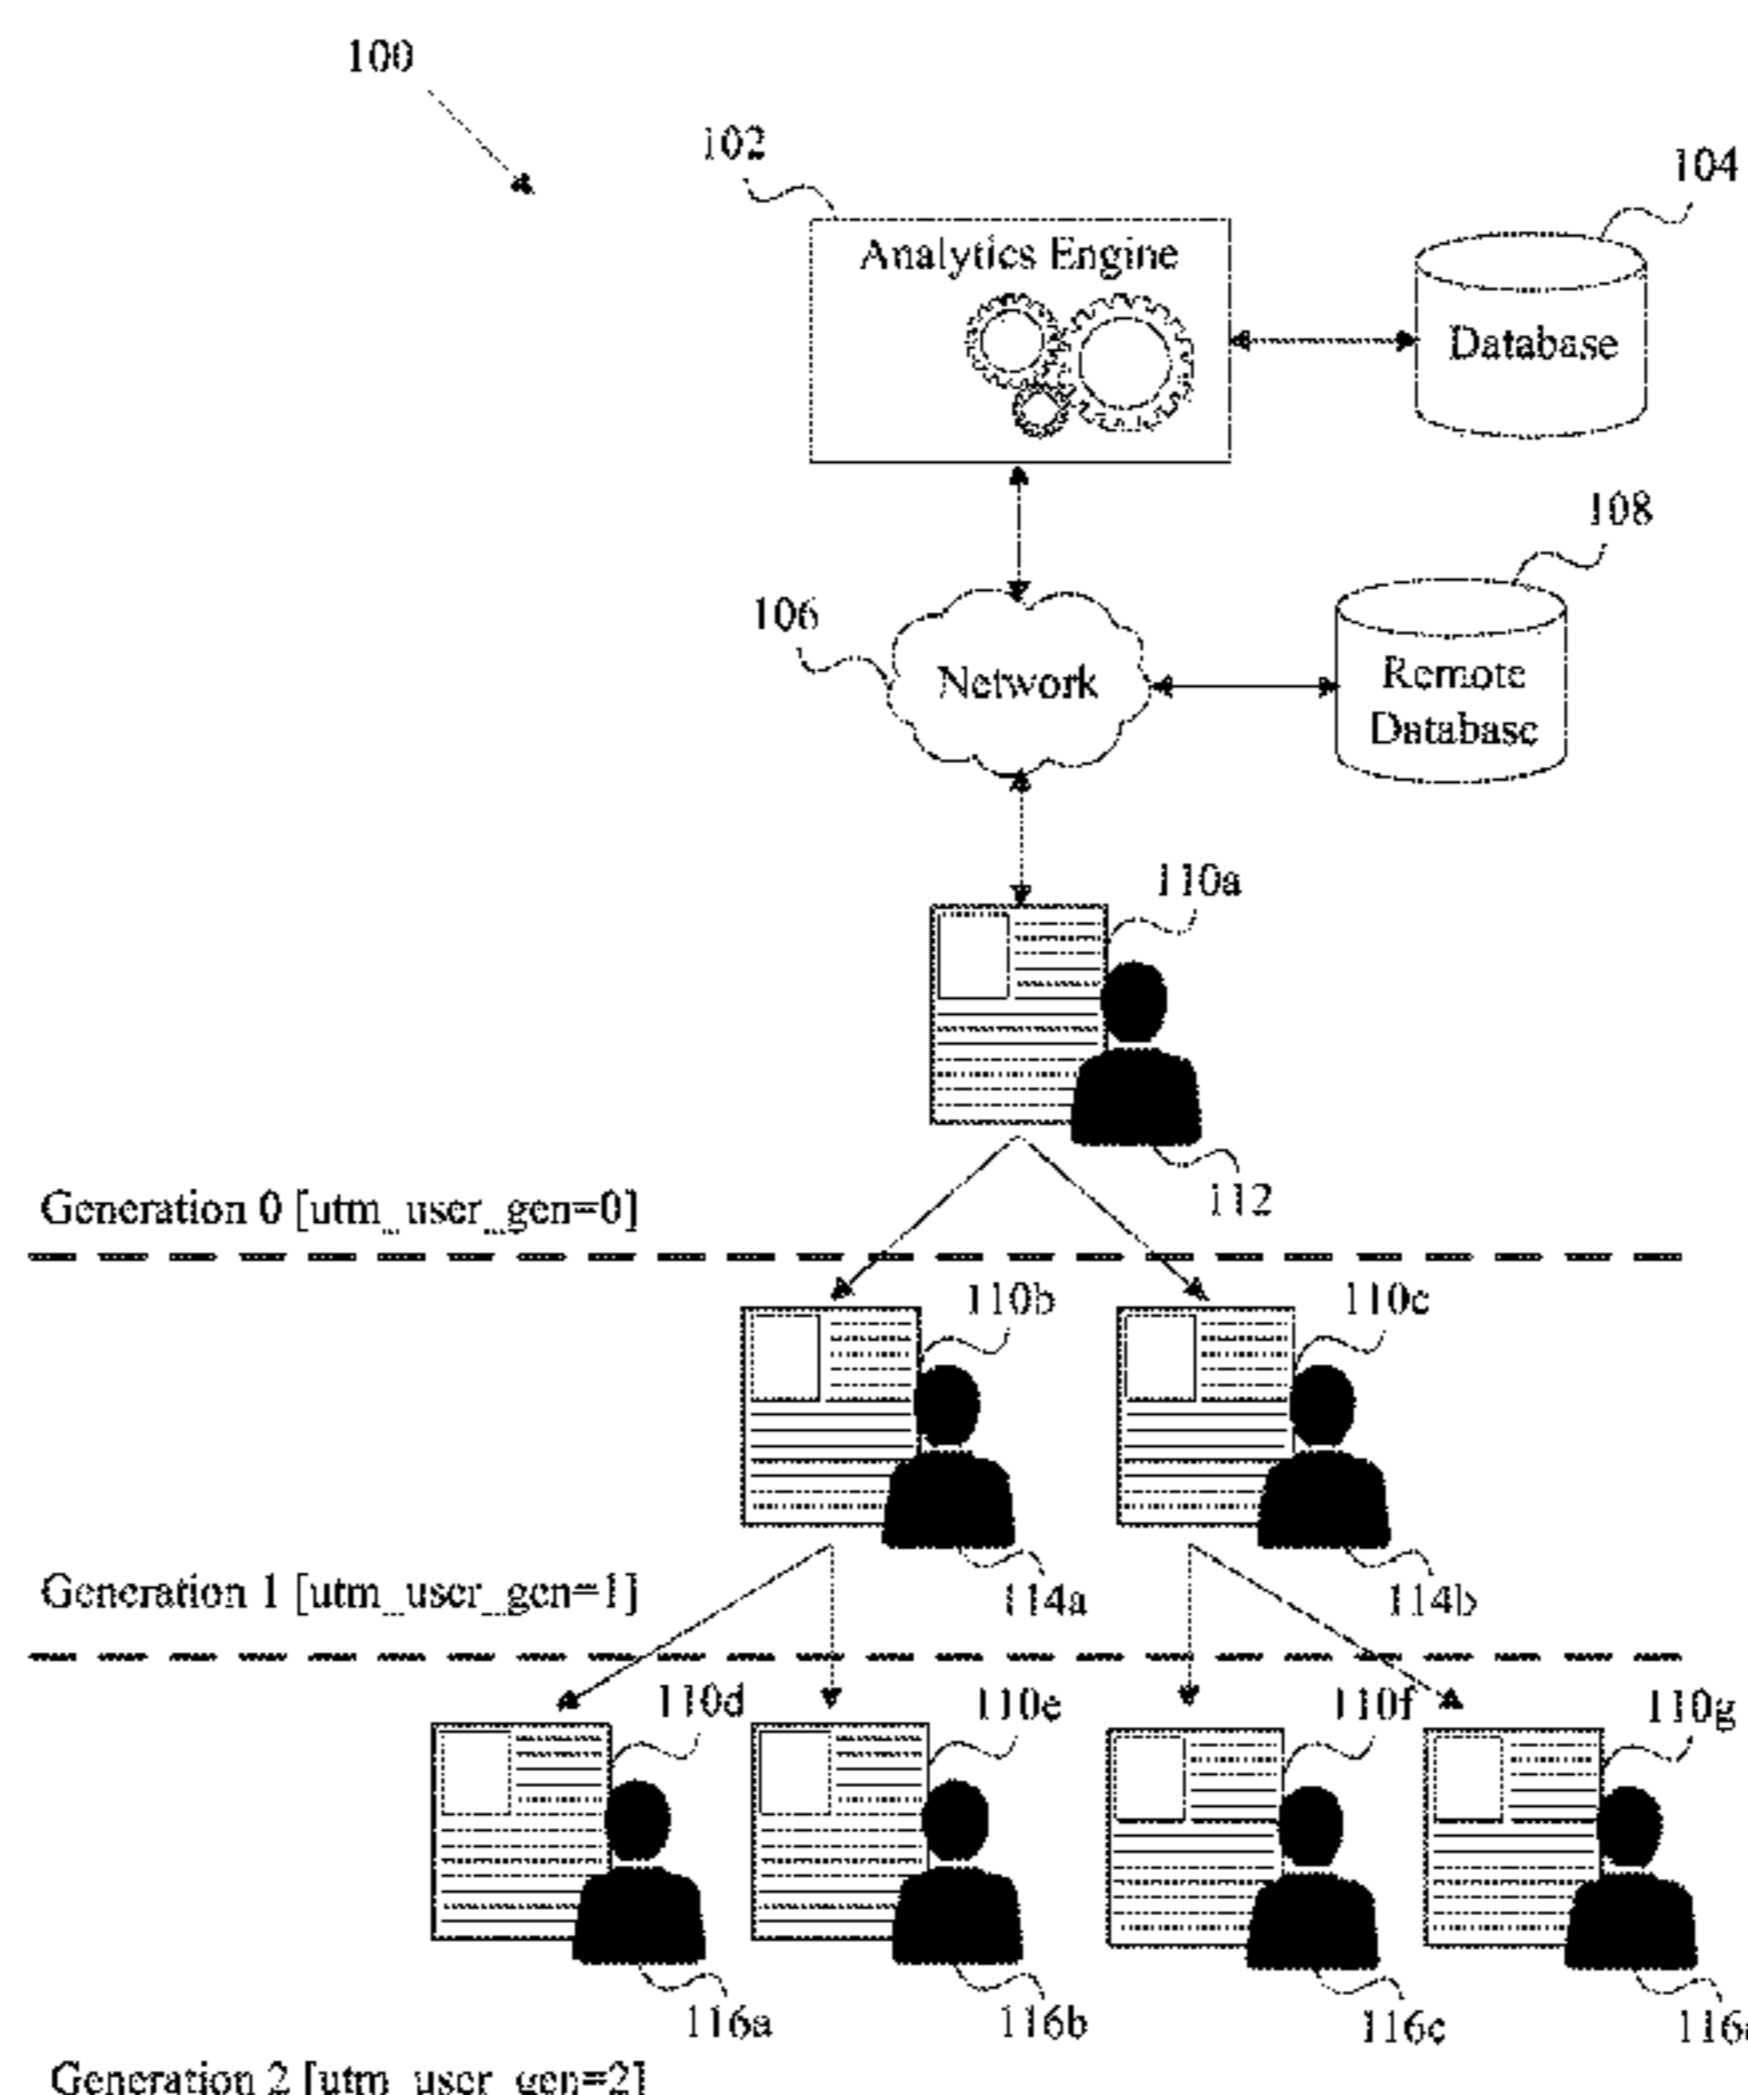 100
102
104
Analytics Engine
Database
108
106
Network
Remote
Database
110a
112
Generation 0 [utm_user_gen=0]
110b
110c
114a
114b
Generation 1 [utm_user_gen=1]
110d
110e
110f
110g
116a
116b
116c
Generation 2 [utm_user_gen=2]